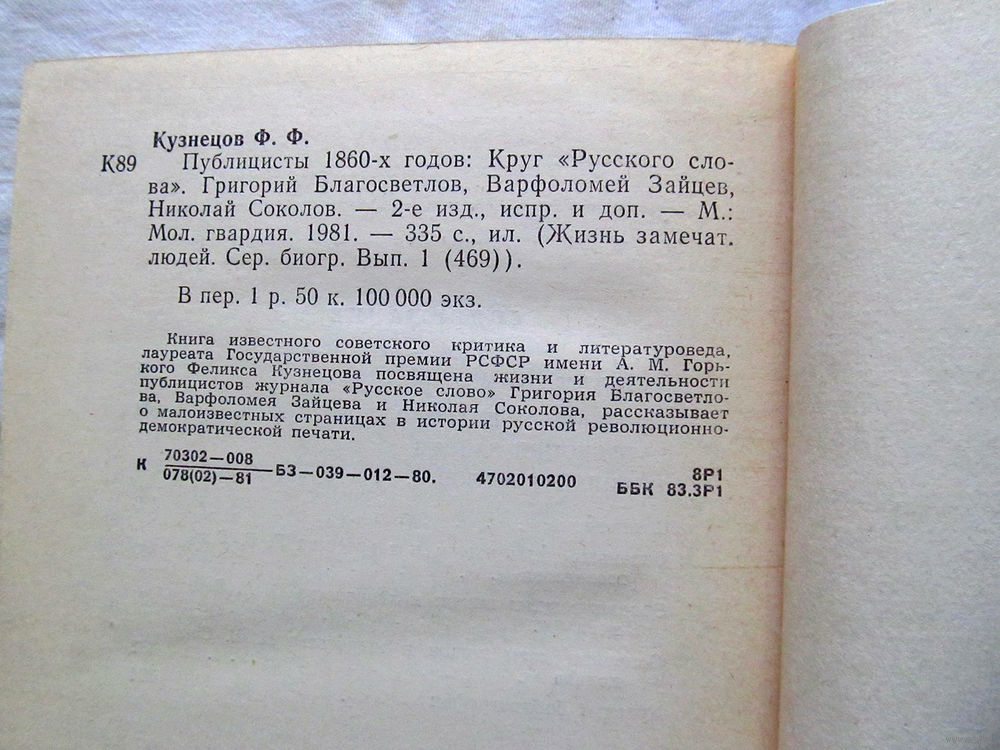 Кузнецов Ф. Ф.
К89 Публицисты 1860-х годов: Круг «Русского сло-
ва». Григорий Благосветлов, Варфоломей Зайцев,
Николай Соколов. — 2-е изд., испр. и доп. — М.:
Мол. гвардия. 1981. — 335 с., ил. (Жизнь замечат.
людей. Сер. биогр. Вып. 1 (469)).
В пер. 1 р. 50 к. 100 000 экз.
Книга известного советского критика и литературоведа,
лауреата Государственной премии РСФСР имени А. М. Горь-
кого Феликса Кузнецова посвящена жизни и деятельности
публицистов журнала «Русское слово» Григория Благосветло-
ва, Варфоломея Зайцева и Николая Соколова, рассказывает
о малоизвестных страницах в истории русской революционно-
демократической печати.
К 70302—008
078(02)—81 БЗ—039—012—80. 4702010200 8Р1
ББК 83.3Р1